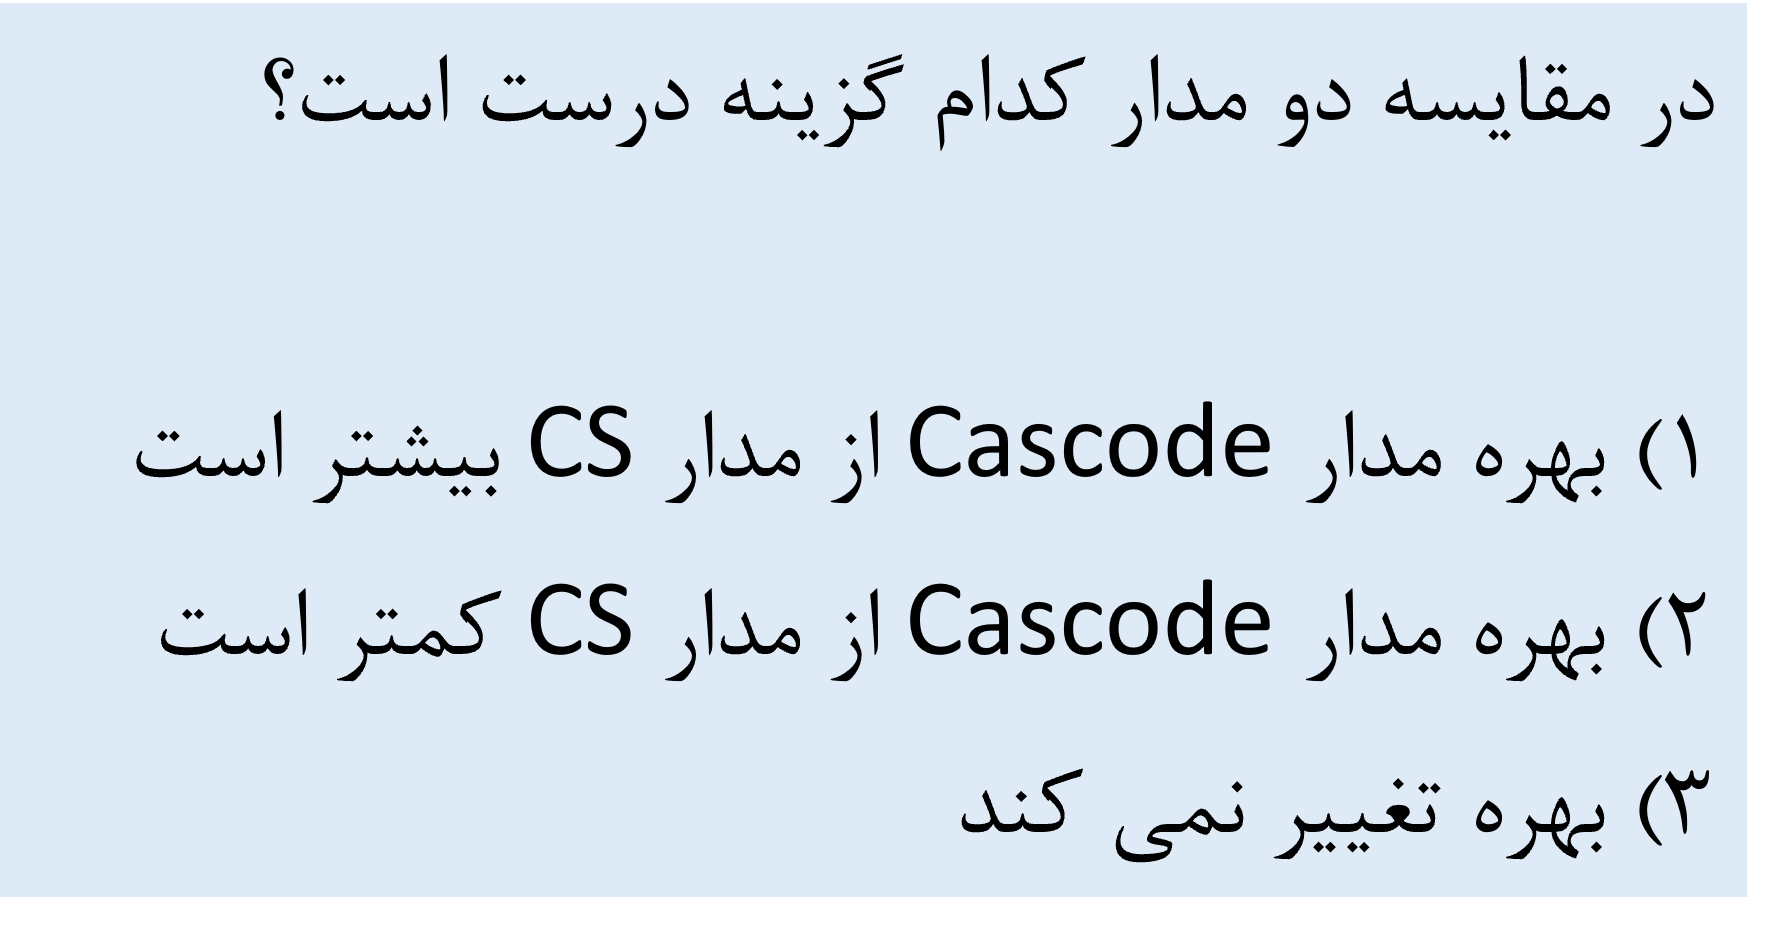 در مقایسه دو مدار کدام گزینه درست است؟
۱) بهره مدار Cascode از مدار CS بیشتر است
۲) بهره مدار Cascode از مدار CS کمتر است
۳) بهره تغییر نمی کند